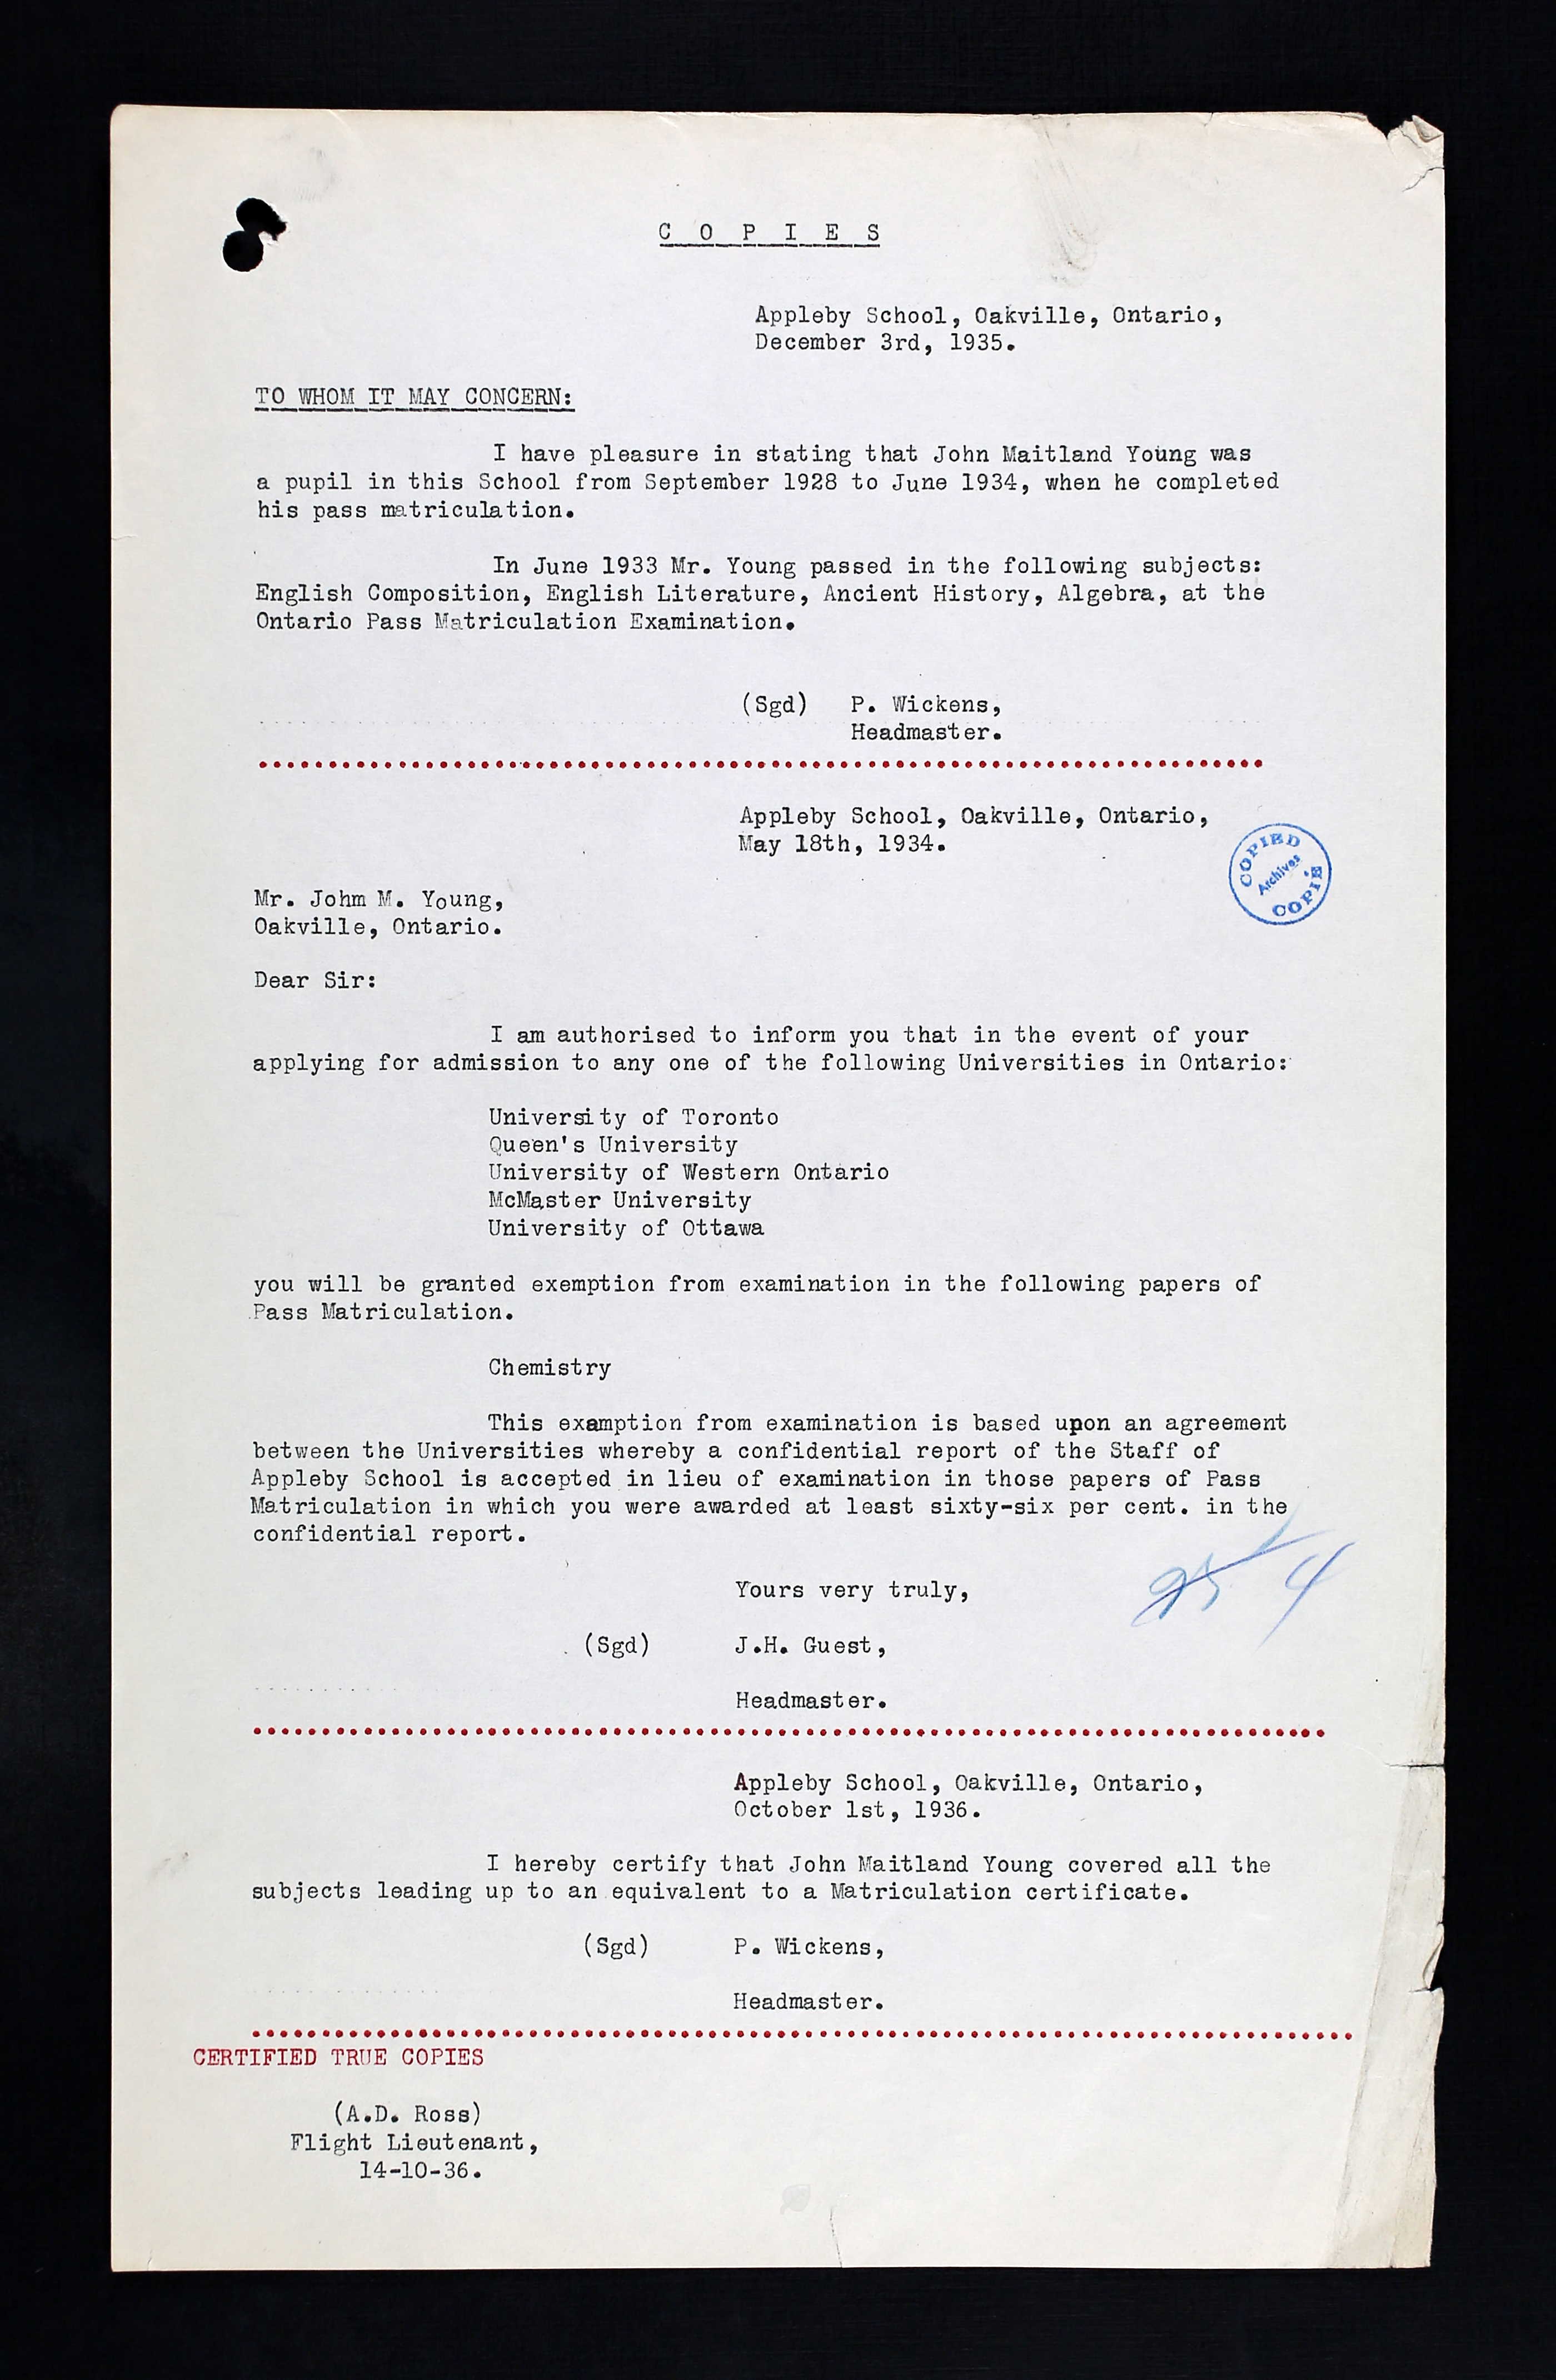 C O P I E S
Appleby School, Oakville, Ontario,
December 3rd, 1935.
TO WHOM IT MAY CONCERN:
I have pleasure in stating that John Maitland Young was
a pupil in this School from September 1928 to June 1934, when he completed
his pass matriculation.
In June 1933 Mr. Young passed in the following subjects:
English Composition, English Literature, Ancient History, Algebra, at the
Ontario Pass Matriculation Examination.
(Sgd) P. Wickens,
Headmaster.
Appleby School, Oakville, Ontario,
May 18th, 1934.
COPIED
Archives
COPIÉ
Mr. Johm M. Young,
Oakville, Ontario.
Dear Sir:
I am authorised to inform you that in the event of your
applying for admission to any one of the following Universities in Ontario:
University of Toronto
Queen's University
University of Western Ontario
McMaster University
University of Ottawa
you will be granted exemption from examination in the following papers of
Pass Matriculation.
Chemistry
This examption from examination is based upon an agreement
between the Universities whereby a confidential report of the Staff of
Appleby School is accepted in lieu of examination in those papers of Pass
Matriculation in which you were awarded at least sixty-six per cent. in the
confidential report.
25 4
Yours very truly,
(Sgd) J.H. Guest,
Headmaster.
Appleby School, Oakville, Ontario,
October 1st, 1936.
I hereby certify that John Maitland Young covered all the
subjects leading up to an equivalent to a Matriculation certificate.
(Sgd) P. Wickens,
Headmaster.
CERTIFIED TRUE COPIES
(A.D. Ross)
Flight Lieutenant,
14-10-36.